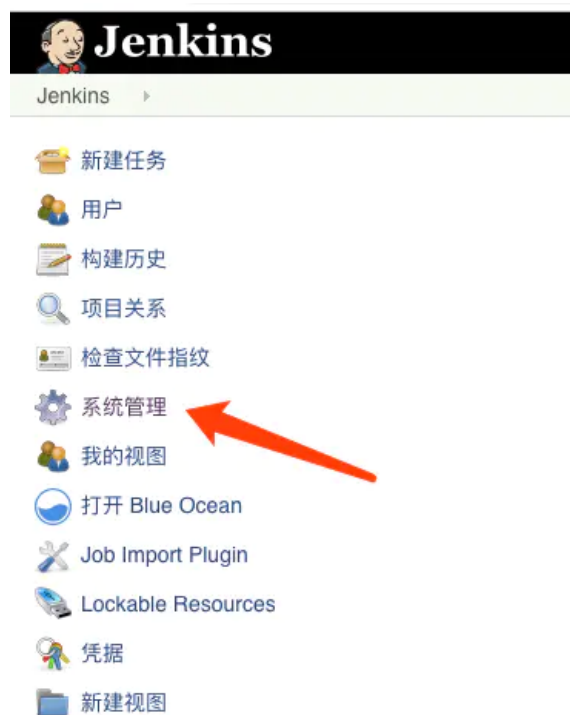 Jenkins
Jenkins
新建任务
用户
构建历史
项目关系
检查文件指纹
系统管理
我的视图
打开 Blue Ocean
Job Import Plugin
Lockable Resources
凭据
新建视图